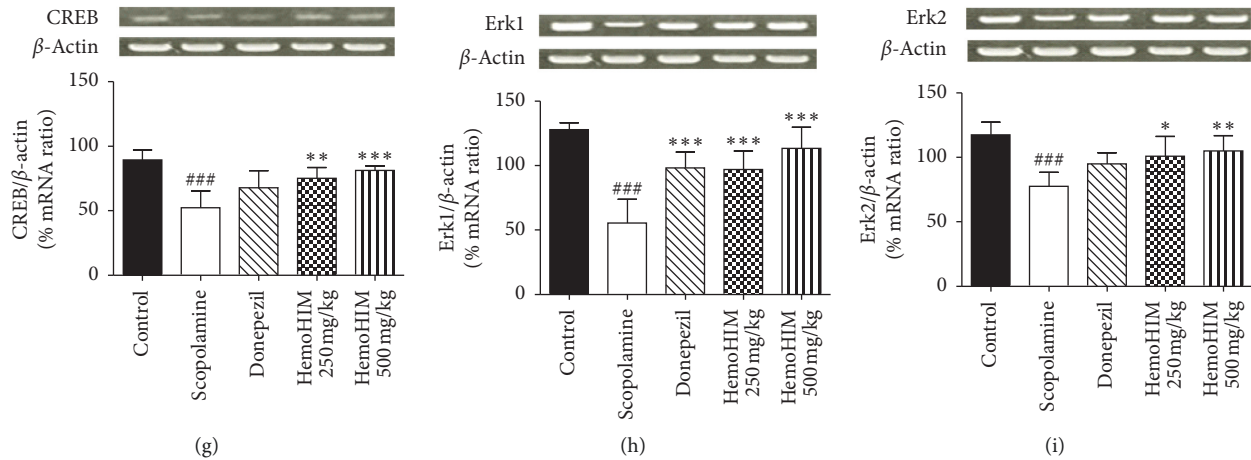 CREB
β-Actin
150
100
50
0
CREB/β-actin
(% mRNA ratio)
###
**
***
Control
Scopolamine
Donepezil
HemoHIM
250 mg/kg
HemoHIM
500 mg/kg
(g)
Erk1
β-Actin
150
100
50
0
Erk1/β-actin
(% mRNA ratio)
###
***
***
***
Control
Scopolamine
Donepezil
HemoHIM
250 mg/kg
HemoHIM
500 mg/kg
(h)
Erk2
β-Actin
150
100
50
0
Erk2/β-actin
(% mRNA ratio)
###
*
**
Control
Scopolamine
Donepezil
HemoHIM
250 mg/kg
HemoHIM
500 mg/kg
(i)